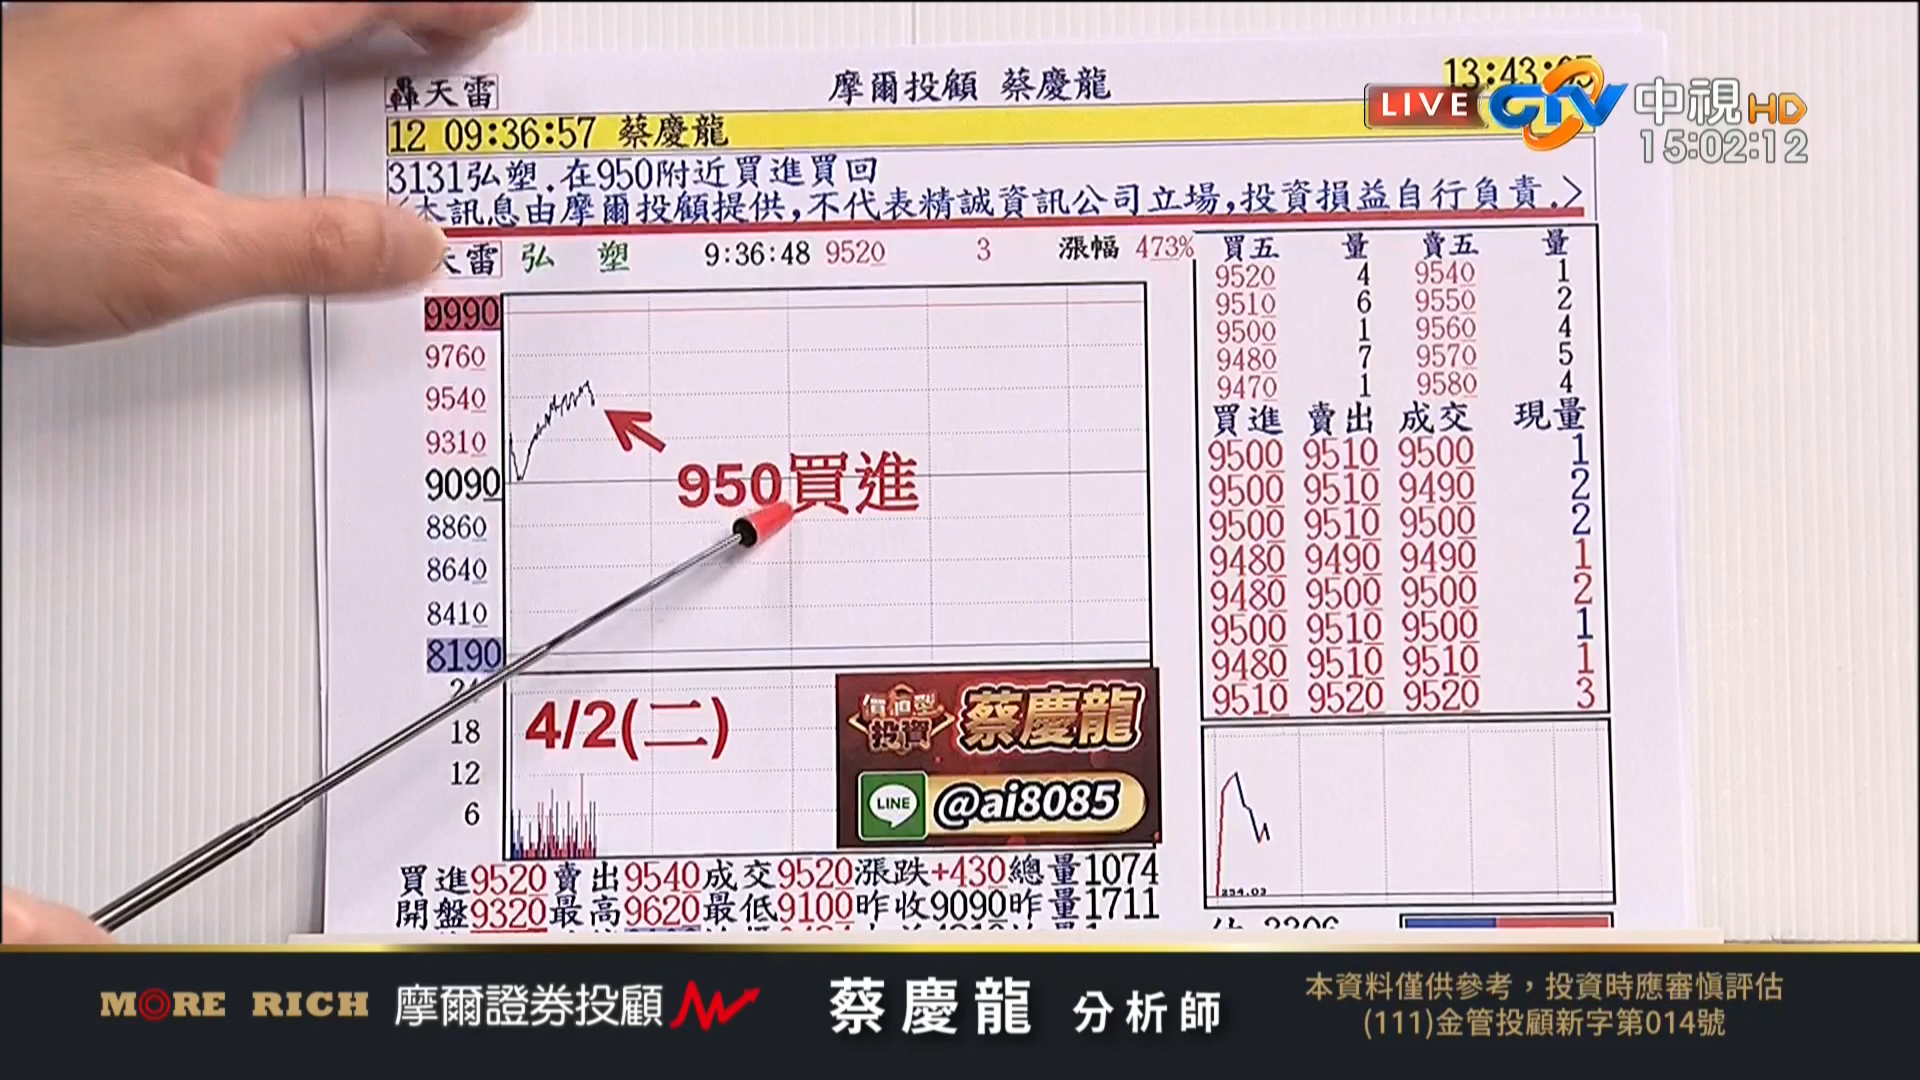 轟天雷
摩爾投顧 蔡慶龍
LIVE
CTV 中視HD
15:02:12
12 09:36:57 蔡慶龍
3131弘塑.在950附近買進買回
本訊息由摩爾投顧提供,不代表精誠資訊公司立場,投資損益自行負責.>
天雷 弘 塑 9:36:48 9520 3 漲幅 473%
買五 量 賣五 量
9520 4 9540 1
9510 6 9550 2
9500 1 9560 4
9480 7 9570 5
9470 1 9580 4
買進 賣出 成交 現量
9500 9510 9500 1
9500 9510 9490 2
9500 9510 9500 2
9480 9490 9490 1
9480 9500 9500 2
9500 9510 9500 1
9480 9510 9510 1
9510 9520 9520 3
9990
9760
9540
9310
9090
8860
8640
8410
8190
950買進
18
12
6
4/2(二)
價值型投資
蔡慶龍
LINE @ai8085
254.03
買進9520賣出9540成交9520漲跌+430總量1074
開盤9320最高9620最低9100昨收9090昨量1711
MORE RICH 摩爾證券投顧
蔡慶龍 分析師
本資料僅供參考，投資時應審慎評估
(111)金管投顧新字第014號